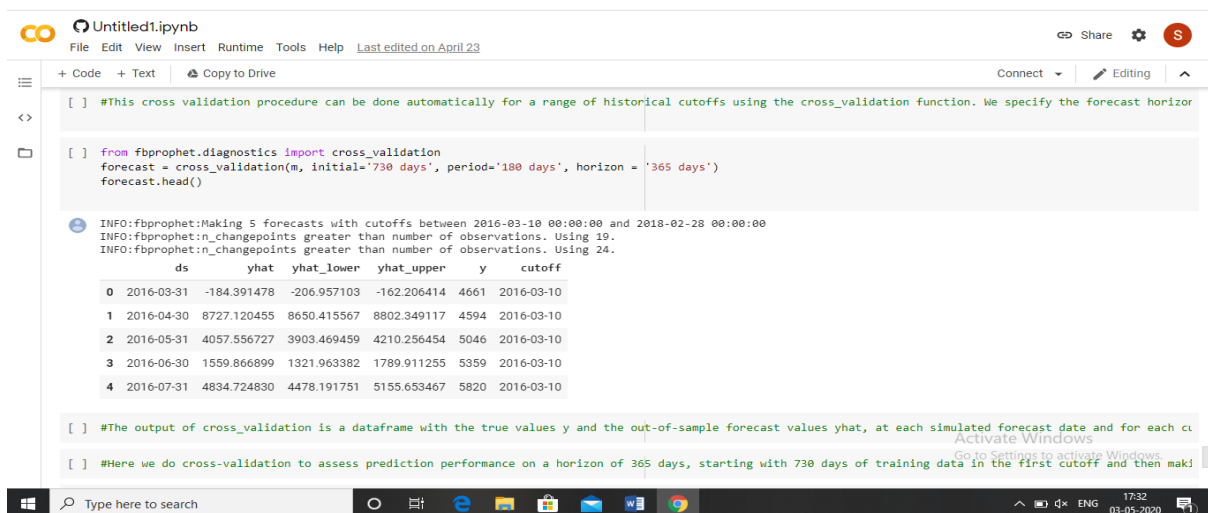 Untitled1.ipynb
File Edit View Insert Runtime Tools Help Last edited on April 23
Share
S
+ Code + Text Copy to Drive
Connect Editing
[ ] #This cross validation procedure can be done automatically for a range of historical cutoffs using the cross_validation function. We specify the forecast horizor
[ ] from fbprophet.diagnostics import cross_validation
forecast = cross_validation(m, initial='730 days', period='180 days', horizon = '365 days')
forecast.head()
INFO:fbprophet:Making 5 forecasts with cutoffs between 2016-03-10 00:00:00 and 2018-02-28 00:00:00
INFO:fbprophet:n_changepoints greater than number of observations. Using 19.
INFO:fbprophet:n_changepoints greater than number of observations. Using 24.
ds yhat yhat_lower yhat_upper y cutoff
0 2016-03-31 -184.391478 -206.957103 -162.206414 4661 2016-03-10
1 2016-04-30 8727.120455 8650.415567 8802.349117 4594 2016-03-10
2 2016-05-31 4057.556727 3903.469459 4210.256454 5046 2016-03-10
3 2016-06-30 1559.866899 1321.963382 1789.911255 5359 2016-03-10
4 2016-07-31 4834.724830 4478.191751 5155.653467 5820 2016-03-10
[ ] #The output of cross_validation is a dataframe with the true values y and the out-of-sample forecast values yhat, at each simulated forecast date and for each cu
Activate Windows
Go to Settings to activate Windows.
[ ] #Here we do cross-validation to assess prediction performance on a horizon of 365 days, starting with 730 days of training data in the first cutoff and then maki
Type here to search
ENG
17:32
03-05-2020